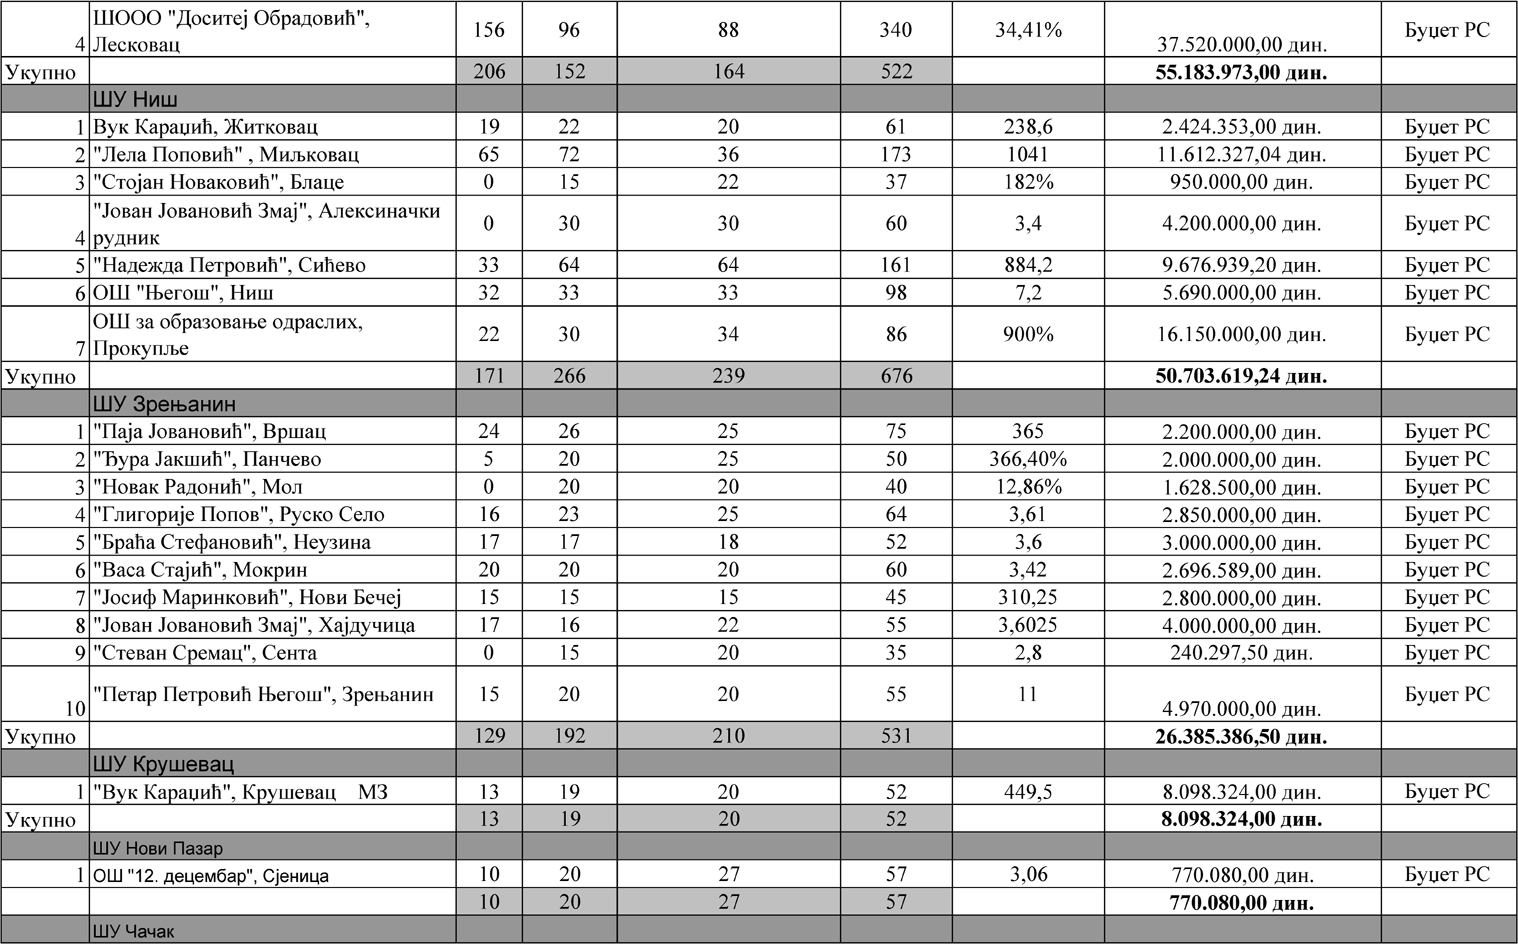 4 ШООО "Доситеј Обрадовић", Лесковац 156 96 88 340 34,41% 37.520.000,00 дин. Буџет РС
Укупно 206 152 164 522 55.183.973,00 дин.
ШУ Ниш
1 Вук Караџић, Житковац 19 22 20 61 238,6 2.424.353,00 дин. Буџет РС
2 "Лела Поповић" , Миљковац 65 72 36 173 1041 11.612.327,04 дин. Буџет РС
3 "Стојан Новаковић", Блаце 0 15 22 37 182% 950.000,00 дин. Буџет РС
4 "Јован Јовановић Змај", Алексиначки рудник 0 30 30 60 3,4 4.200.000,00 дин. Буџет РС
5 "Надежда Петровић", Сићево 33 64 64 161 884,2 9.676.939,20 дин. Буџет РС
6 ОШ "Његош", Ниш 32 33 33 98 7,2 5.690.000,00 дин. Буџет РС
7 ОШ за образовање одраслих, Прокупље 22 30 34 86 900% 16.150.000,00 дин. Буџет РС
Укупно 171 266 239 676 50.703.619,24 дин.
ШУ Зрењанин
1 "Паја Јовановић", Вршац 24 26 25 75 365 2.200.000,00 дин. Буџет РС
2 "Ђура Јакшић", Панчево 5 20 25 50 366,40% 2.000.000,00 дин. Буџет РС
3 "Новак Радонић", Мол 0 20 20 40 12,86% 1.628.500,00 дин. Буџет РС
4 "Глигорије Попов", Руско Село 16 23 25 64 3,61 2.850.000,00 дин. Буџет РС
5 "Браћа Стефановић", Неузина 17 17 18 52 3,6 3.000.000,00 дин. Буџет РС
6 "Васа Стајић", Мокрин 20 20 20 60 3,42 2.696.589,00 дин. Буџет РС
7 "Јосиф Маринковић", Нови Бечеј 15 15 15 45 310,25 2.800.000,00 дин. Буџет РС
8 "Јован Јовановић Змај", Хајдучица 17 16 22 55 3,6025 4.000.000,00 дин. Буџет РС
9 "Стеван Сремац", Сента 0 15 20 35 2,8 240.297,50 дин. Буџет РС
10 "Петар Петровић Његош", Зрењанин 15 20 20 55 11 4.970.000,00 дин. Буџет РС
Укупно 129 192 210 531 26.385.386,50 дин.
ШУ Крушевац
1 "Вук Караџић", Крушевац МЗ 13 19 20 52 449,5 8.098.324,00 дин. Буџет РС
Укупно 13 19 20 52 8.098.324,00 дин.
ШУ Нови Пазар
1 ОШ "12. децембар", Сјеница 10 20 27 57 3,06 770.080,00 дин. Буџет РС
10 20 27 57 770.080,00 дин.
ШУ Чачак